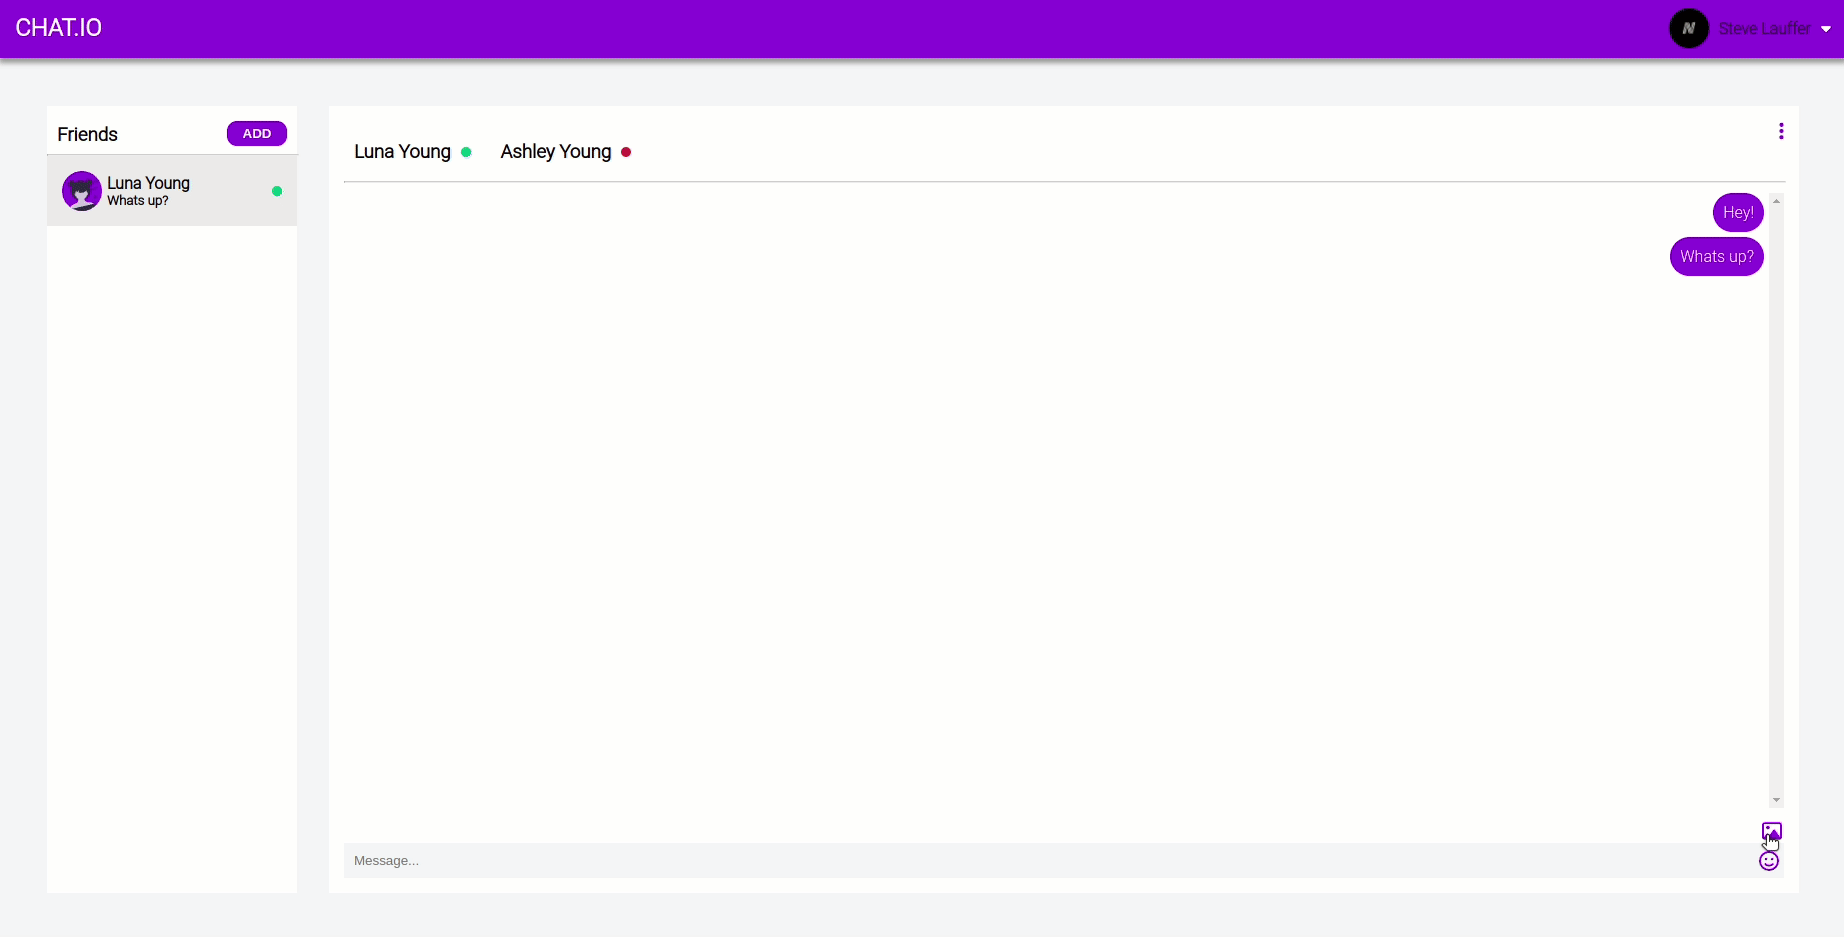 CHAT.IO
N
Steve Lauffer
Friends
ADD
Luna Young
Whats up?
Luna Young
Ashley Young
Hey!
Whats up?
Message...